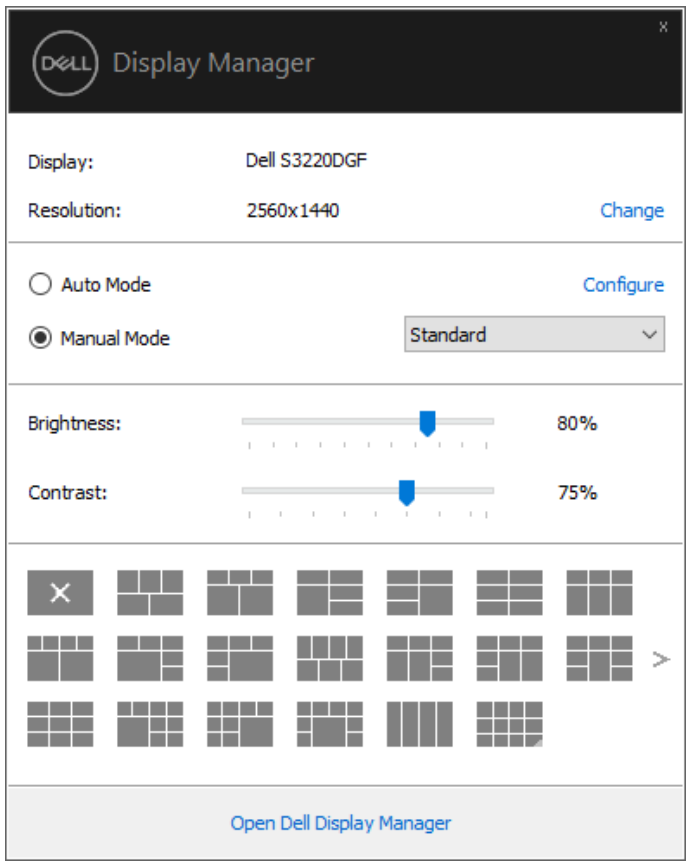 DELL Display Manager x
Display: Dell S3220DGF
Resolution: 2560x1440 Change
Auto Mode Configure
Manual Mode Standard
Brightness: 80%
Contrast: 75%
Open Dell Display Manager